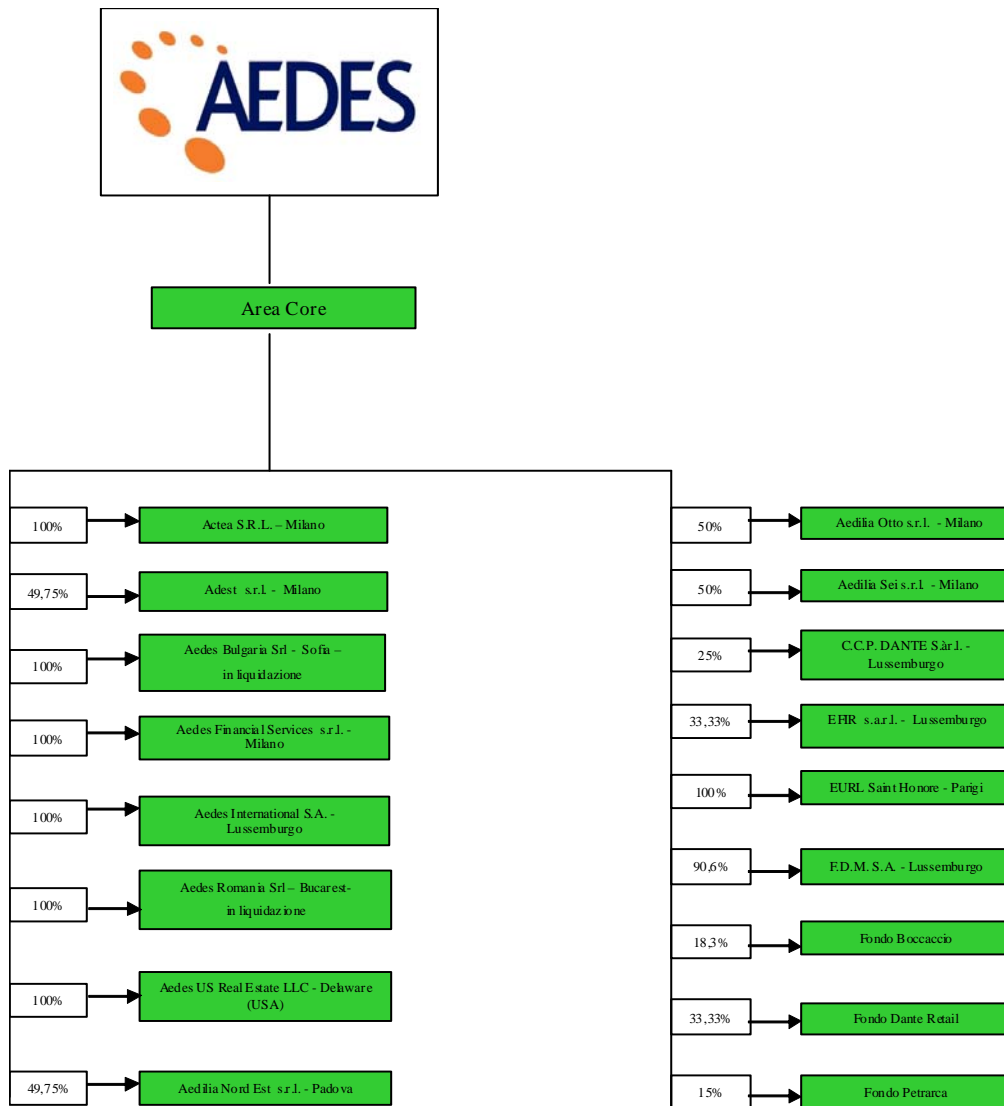 AEDES
Area Core
100%
Actea S.R.L. – Milano
49,75%
Adest s.r.l. - Milano
100%
Aedes Bulgaria Srl - Sofia –
in liquidazione
100%
Aedes Financial Services s.r.l. -
Milano
100%
Aedes International S.A. -
Lussemburgo
100%
Aedes Romania Srl – Bucarest-
in liquidazione
100%
Aedes US Real Estate LLC - Delaware
(USA)
49,75%
Aedilia Nord Est s.r.l. - Padova
50%
Aedilia Otto s.r.l. - Milano
50%
Aedilia Sei s.r.l. - Milano
25%
C.C.P. DANTE S.àr.l. -
Lussemburgo
33,33%
EFIR s.a.r.l. - Lussemburgo
100%
EURL Saint Honore - Parigi
90,6%
F.D.M. S.A. - Lussemburgo
18,3%
Fondo Boccaccio
33,33%
Fondo Dante Retail
15%
Fondo Petrarca